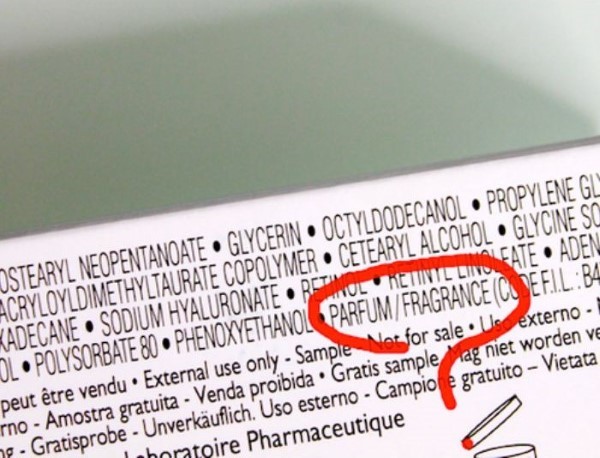 OSTEARYL NEOPENTANOATE • GLYCERIN • OCTYLDODECANOL • PROPYLENE GLY
ACRYLOYLDIMETHYLTAURATE COPOLYMER • CETEARYL ALCOHOL • GLYCINE SO
XADECANE • SODIUM HYALURONATE • RETINOL • RETINYL LINOLEATE • ADEN
OL • POLYSORBATE 80 • PHENOXYETHANOL • PARFUM / FRAGRANCE (CODE F.I.L. : B4
peut être vendu • External use only - Sample - Not for sale • Uso externo -
rno - Amostra gratuita - Venda proibida • Gratis sample, Mag niet worden ve
ng - Gratisprobe - Unverkäuflich. Uso esterno - Campione gratuito – Vietata
Laboratoire Pharmaceutique